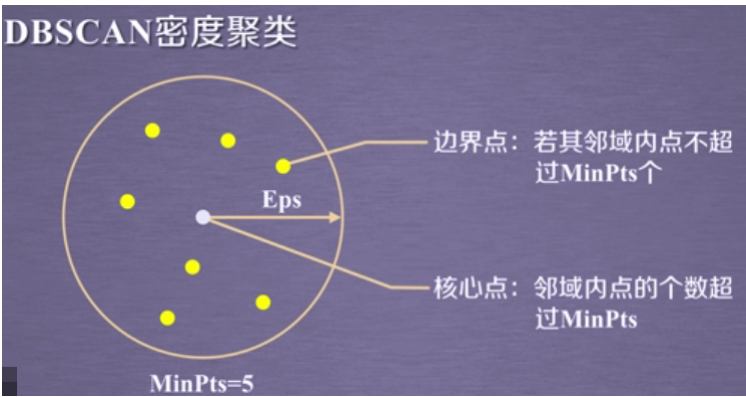 DBSCAN密度聚类
边界点：若其邻域内点不超
过MinPts个
Eps
核心点：邻域内点的个数超
过MinPts
MinPts=5